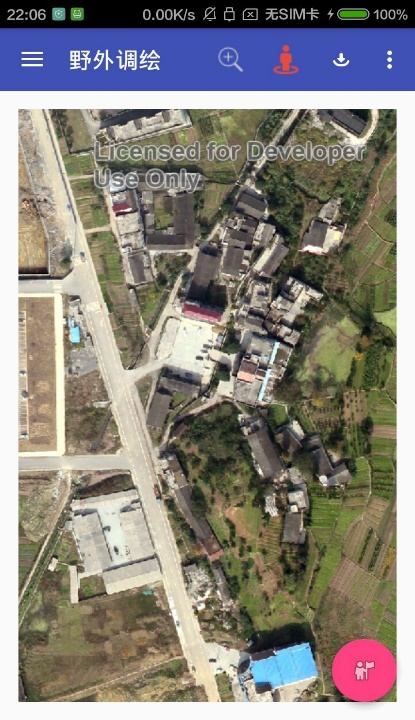 22:06 0.00K/s 无SIM卡 100%
野外调绘
Licensed for Developer
Use Only